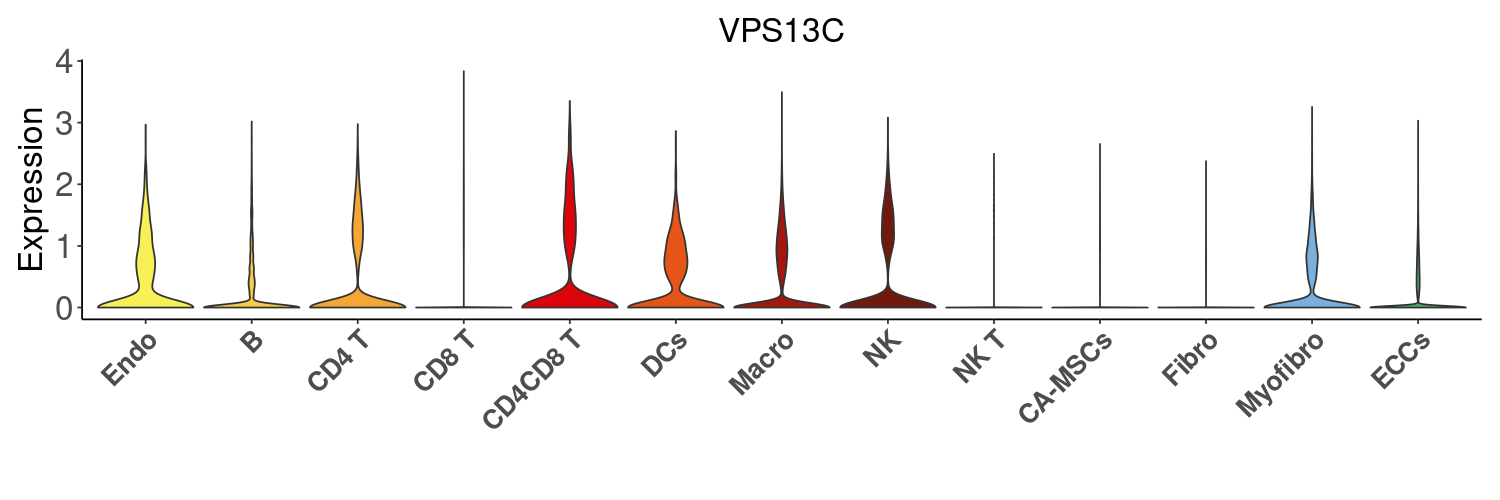 VPS13C
Expression
4
3
2
1
0
Endo
B
CD4 T
CD8 T
CD4CD8 T
DCs
Macro
NK
NK T
CA-MSCs
Fibro
Myofibro
ECCs